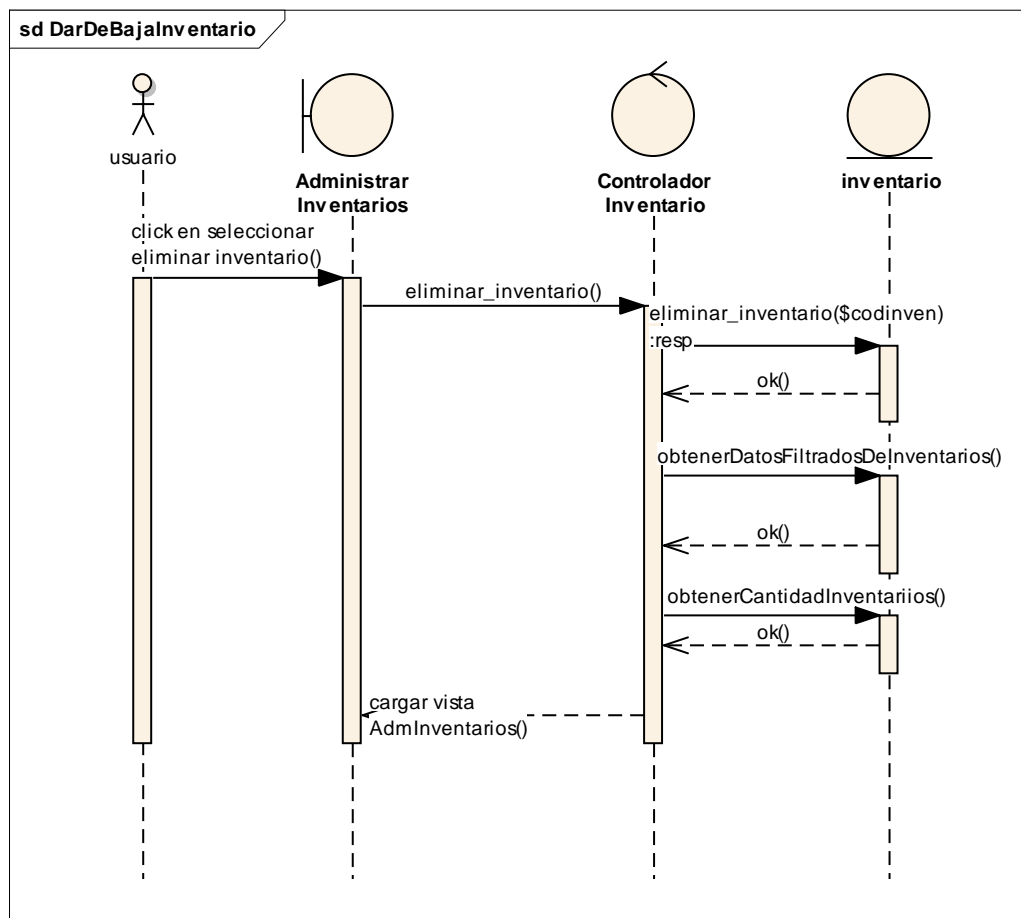 sd DarDeBajaInventario
usuario
Administrar
Inventarios
Controlador
Inventario
inventario
click en seleccionar
eliminar inventario()
eliminar_inventario()
eliminar_inventario($codinven)
:resp
ok()
obtenerDatosFiltradosDeInventarios()
ok()
obtenerCantidadInventariios()
ok()
cargar vista
AdmInventarios()